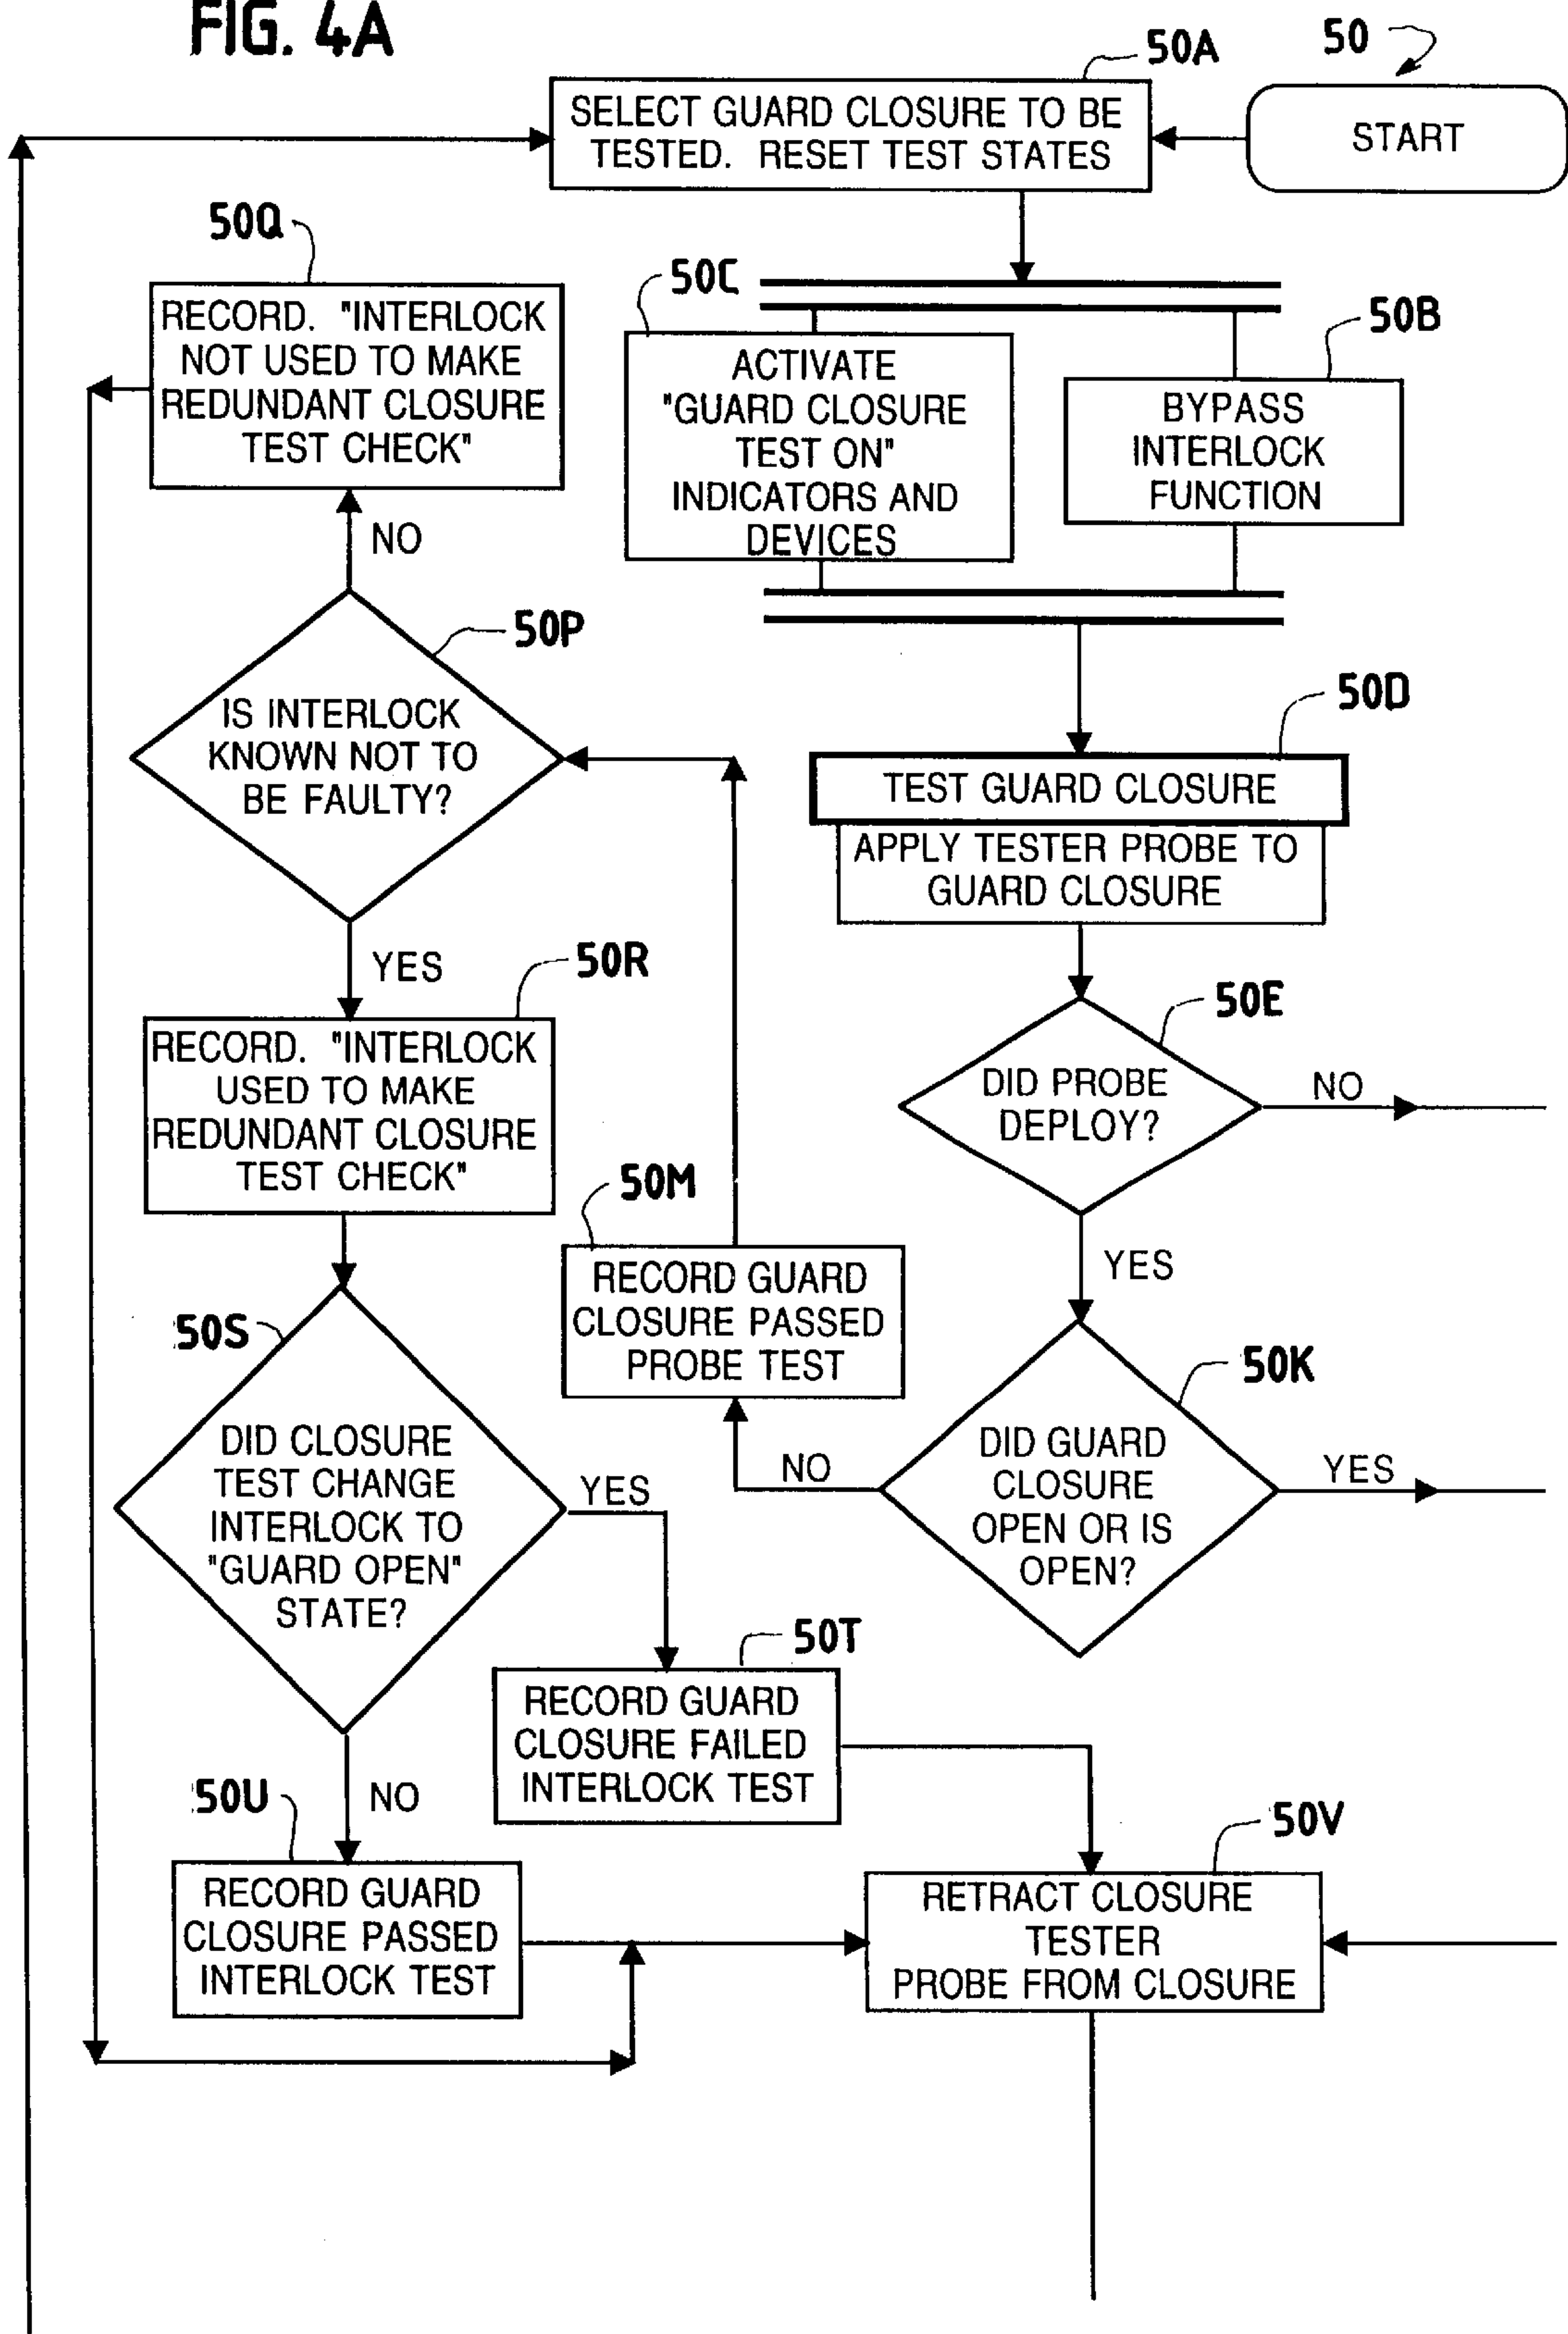 FIG. 4A
50
50A
START
SELECT GUARD CLOSURE TO BE
TESTED. RESET TEST STATES
50Q
RECORD. "INTERLOCK
NOT USED TO MAKE
REDUNDANT CLOSURE
TEST CHECK"
50C
ACTIVATE
"GUARD CLOSURE
TEST ON"
INDICATORS AND
DEVICES
50B
BYPASS
INTERLOCK
FUNCTION
NO
50P
IS INTERLOCK
KNOWN NOT TO
BE FAULTY?
50D
TEST GUARD CLOSURE
APPLY TESTER PROBE TO
GUARD CLOSURE
YES
50R
RECORD. "INTERLOCK
USED TO MAKE
REDUNDANT CLOSURE
TEST CHECK"
50E
DID PROBE
DEPLOY?
NO
YES
50M
RECORD GUARD
CLOSURE PASSED
PROBE TEST
50K
DID GUARD
CLOSURE
OPEN OR IS
OPEN?
NO
YES
50S
DID CLOSURE
TEST CHANGE
INTERLOCK TO
"GUARD OPEN"
STATE?
YES
50T
RECORD GUARD
CLOSURE FAILED
INTERLOCK TEST
NO
50U
RECORD GUARD
CLOSURE PASSED
INTERLOCK TEST
50V
RETRACT CLOSURE
TESTER
PROBE FROM CLOSURE